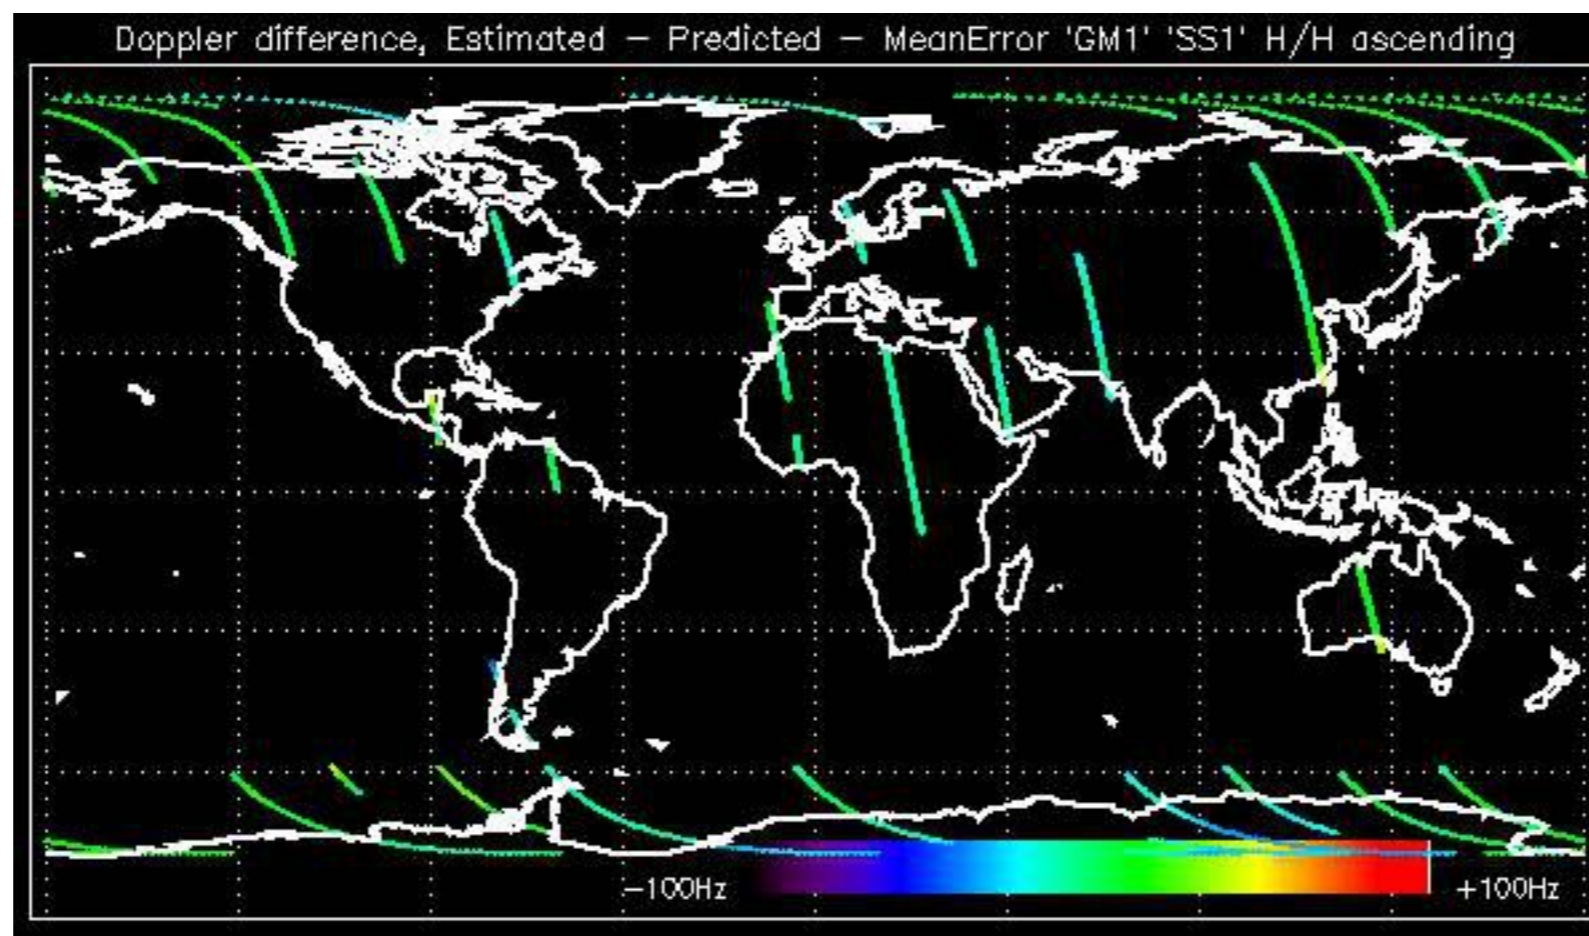 Doppler difference, Estimated − Predicted − MeanError 'GM1' 'SS1' H/H ascending
−100Hz
+100Hz